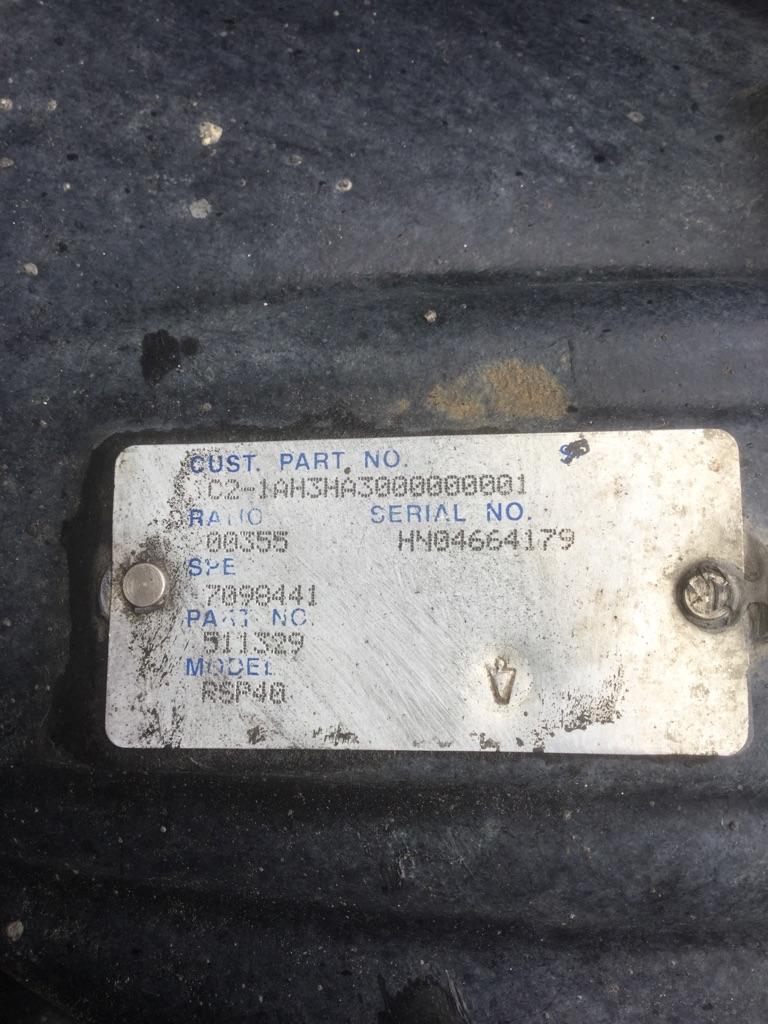 CUST. PART NO.
C2-1AH3HA3000000001
RATIO SERIAL NO.
00355 HN04664179
SPE
7098441
PART NO.
511329
MODEL
RSP40